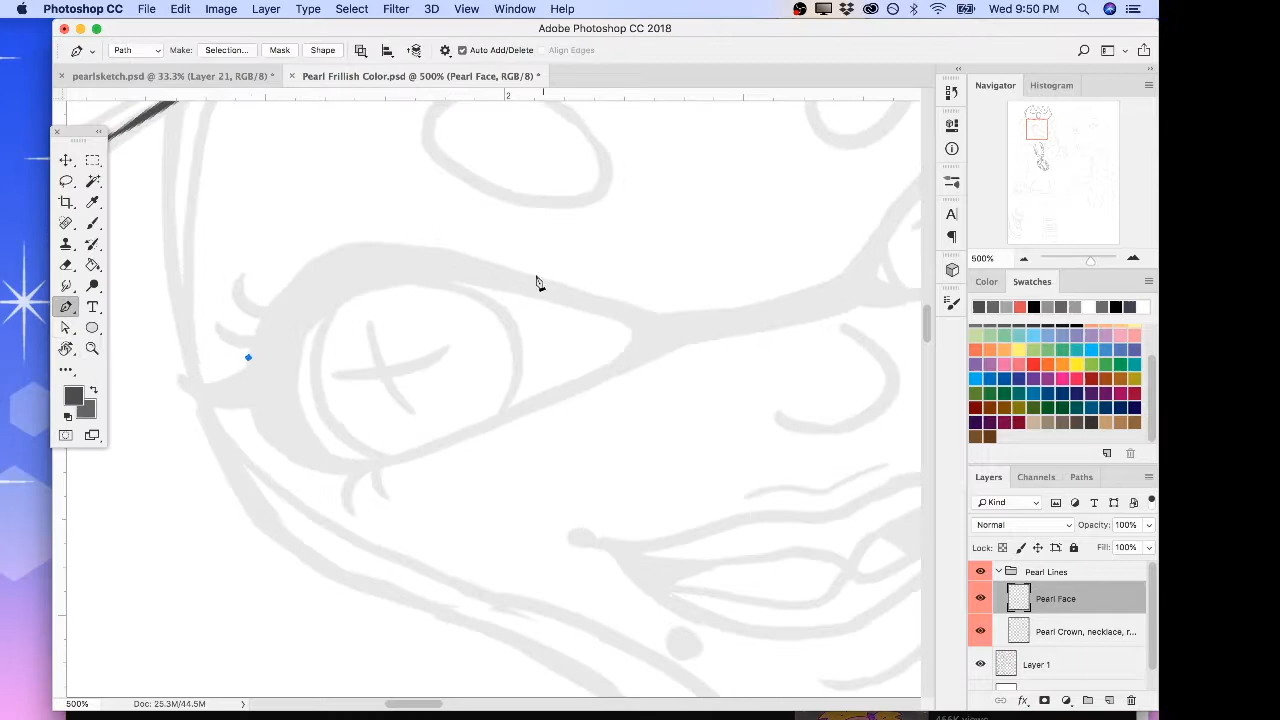 Photoshop CC File Edit Image Layer Type Select Filter 3D View Window Help Wed 9:50 PM
Adobe Photoshop CC 2018
Path Make: Selection... Mask Shape Auto Add/Delete Align Edges
pearlsketch.psd @ 33.3% (Layer 21, RGB/8) * Pearl Frillish Color.psd @ 500% (Pearl Face, RGB/8) *
Navigator Histogram
2
500%
Color Swatches
Layers Channels Paths
Kind
Normal Opacity: 100%
Lock: Fill: 100%
Pearl Lines
Pearl Face
Pearl Crown, necklace, r...
Layer 1
500% Doc: 25.3M/44.5M